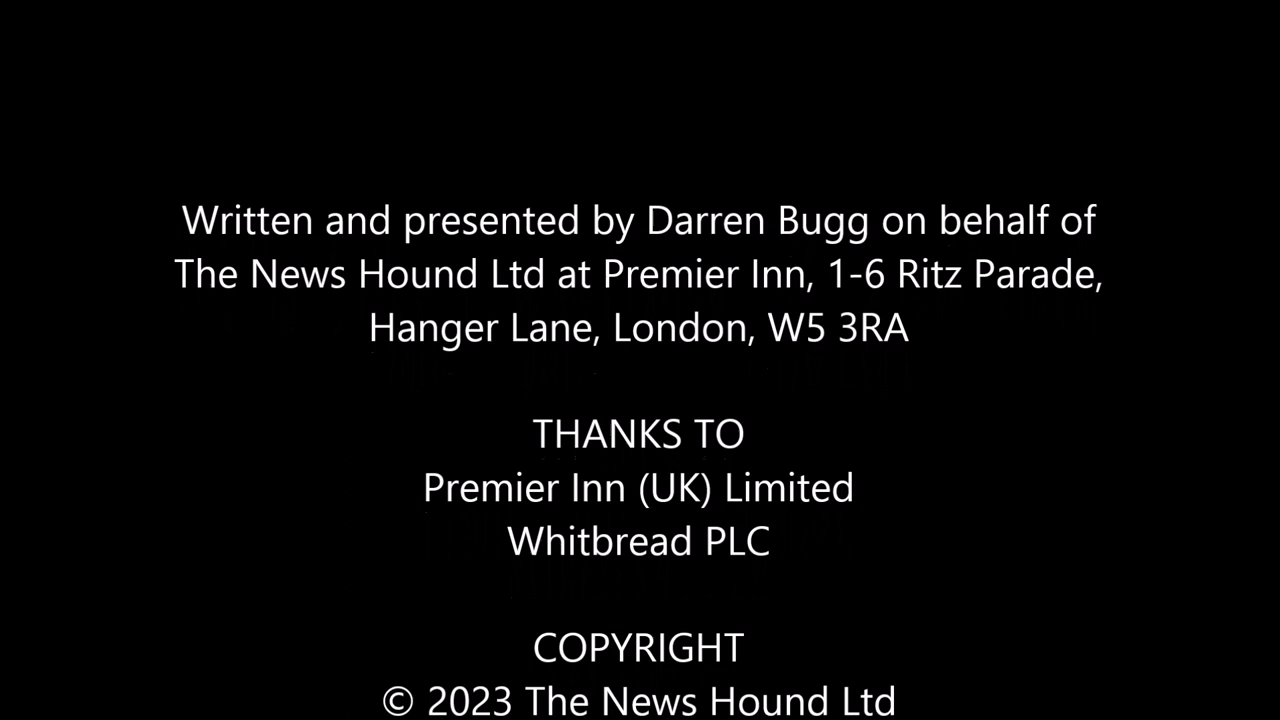 Written and presented by Darren Bugg on behalf of
The News Hound Ltd at Premier Inn, 1-6 Ritz Parade,
Hanger Lane, London, W5 3RA
THANKS TO
Premier Inn (UK) Limited
Whitbread PLC
COPYRIGHT
© 2023 The News Hound Ltd